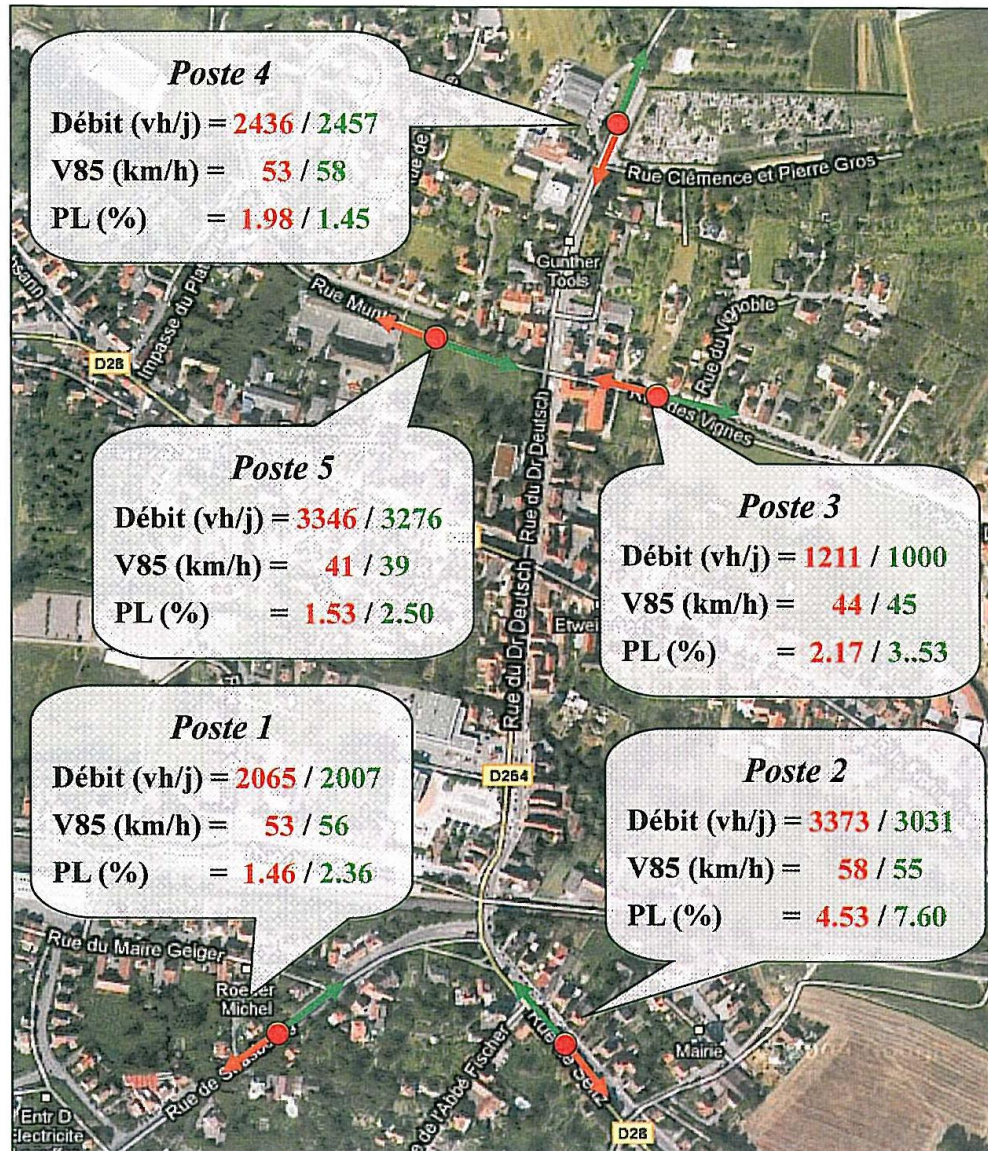 Poste 4
Débit (vh/j) = 2436 / 2457
V85 (km/h) = 53 / 58
PL (%) = 1.98 / 1.45
Rue Clémence et Pierre Gros
Gunther
Tools
Rue du Vignoble
Impasse du Plat
D28
des Vignes
Rue du Dr Deutsch
Rue du Dr Deutsch
Poste 5
Débit (vh/j) = 3346 / 3276
V85 (km/h) = 41 / 39
PL (%) = 1.53 / 2.50
Poste 3
Débit (vh/j) = 1211 / 1000
V85 (km/h) = 44 / 45
PL (%) = 2.17 / 3..53
Poste 1
Débit (vh/j) = 2065 / 2007
V85 (km/h) = 53 / 56
PL (%) = 1.46 / 2.36
D254
Poste 2
Débit (vh/j) = 3373 / 3031
V85 (km/h) = 58 / 55
PL (%) = 4.53 / 7.60
Rue du Maire Geiger
Roeder
Michel
Rue de
Mairie
de l'Abbé Fischer
Entr D
Electricite
D28